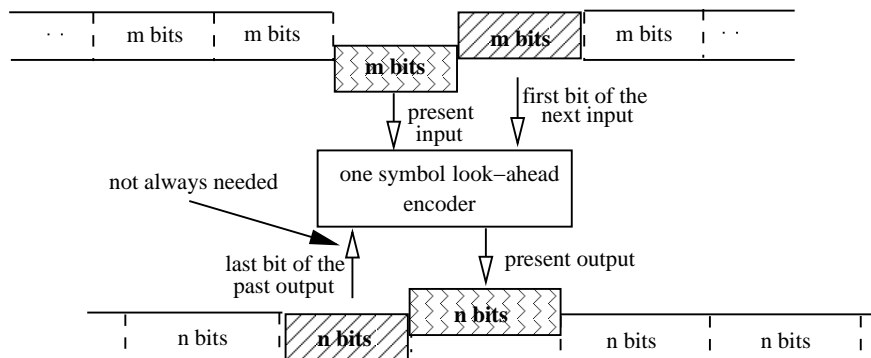 · · m bits m bits m bits m bits m bits · ·
present
input
first bit of the
next input
one symbol look−ahead
encoder
not always needed
last bit of the
past output
present output
n bits n bits n bits n bits n bits